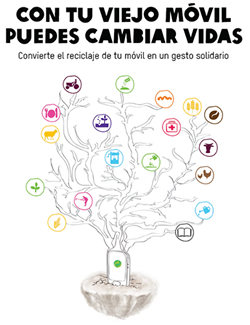 CON TU VIEJO MÓVIL
PUEDES CAMBIAR VIDAS
Convierte el reciclaje de tu móvil en un gesto solidario